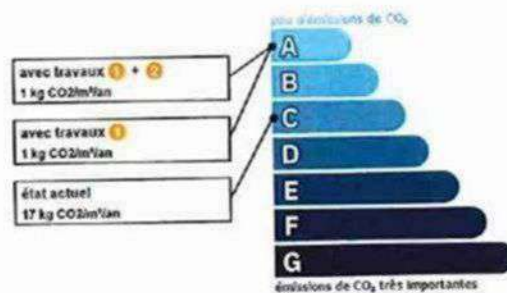 peu d'émissions de CO₂
A
avec travaux 1 + 2
1 kg CO2/m²/an
B
C
avec travaux 1
1 kg CO2/m²/an
D
état actuel
17 kg CO2/m²/an
E
F
G
émissions de CO₂ très importantes